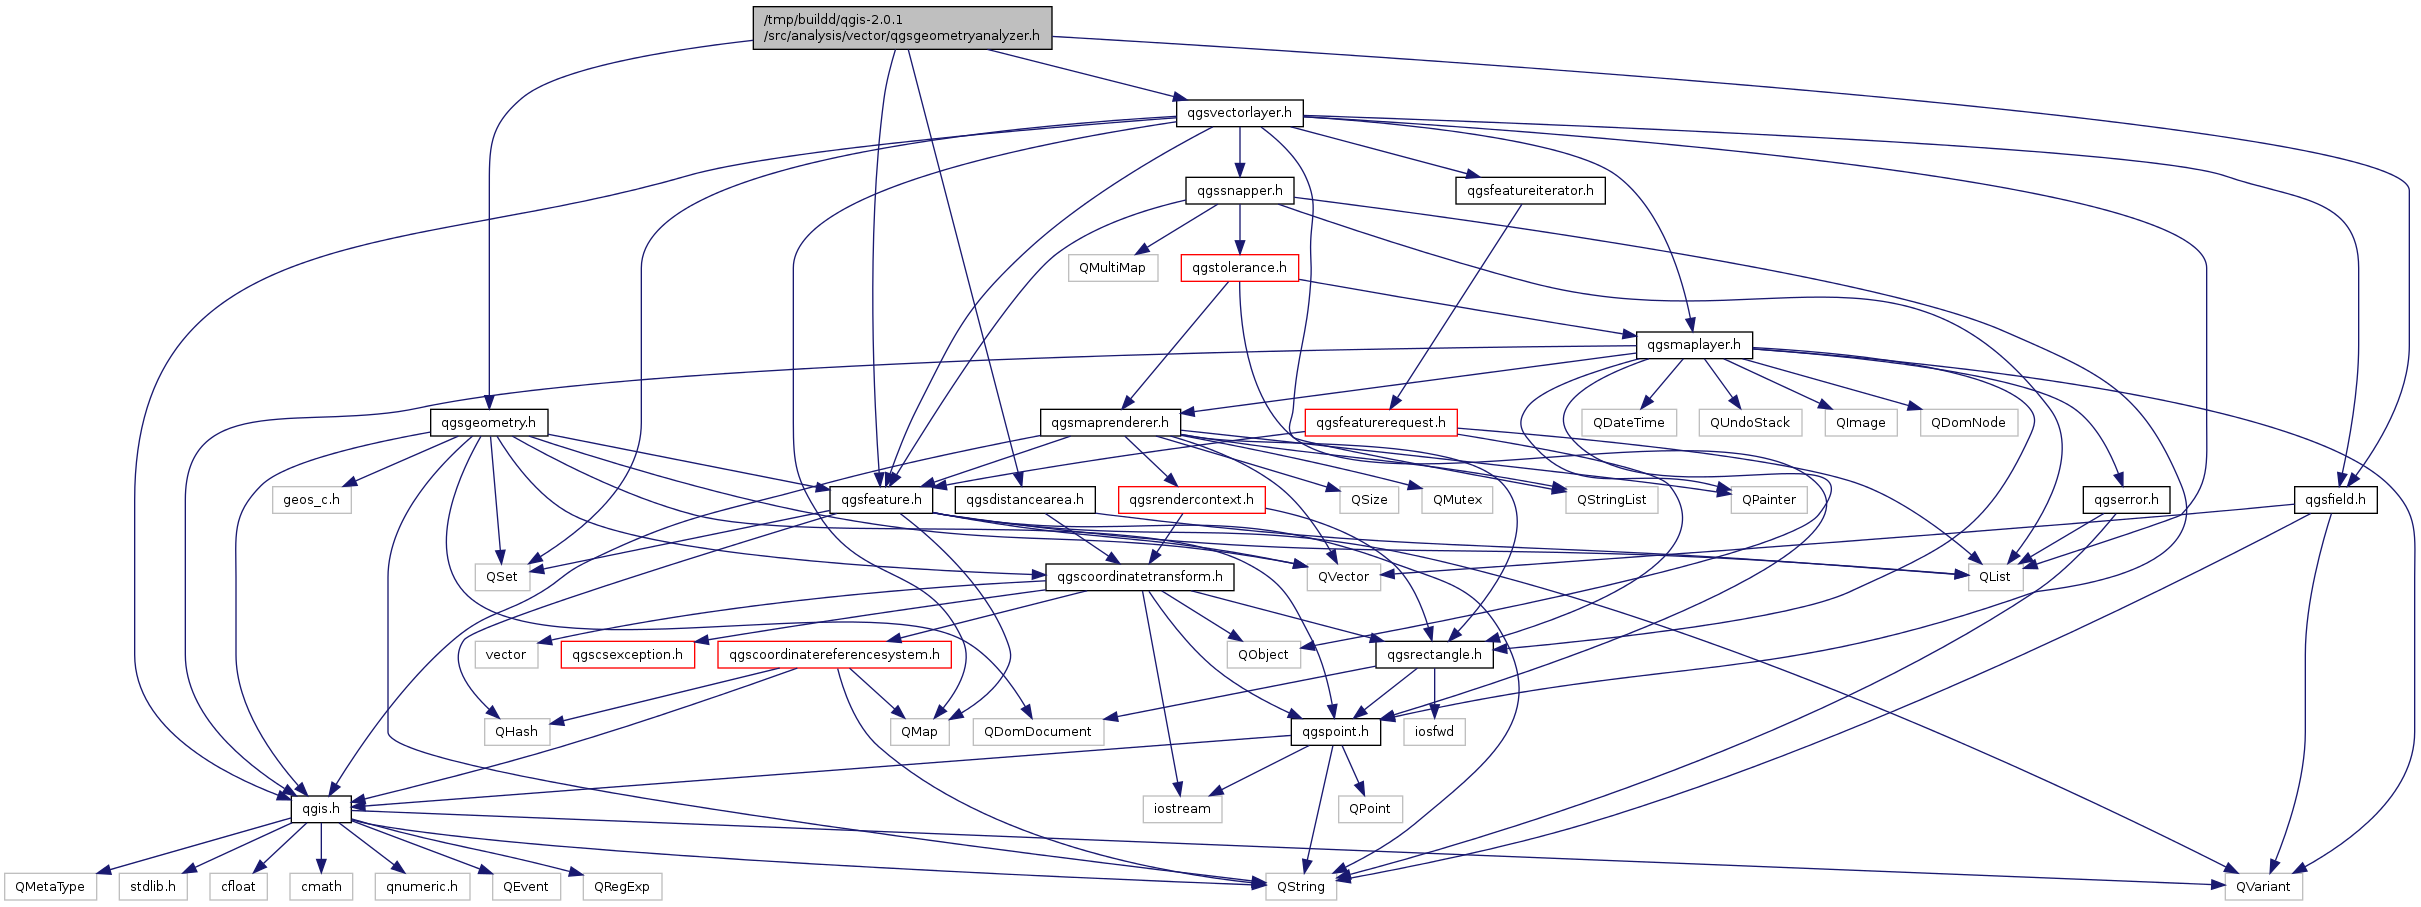 /tmp/buildd/qgis-2.0.1
/src/analysis/vector/qgsgeometryanalyzer.h
qgsvectorlayer.h
qgssnapper.h
qgsfeatureiterator.h
QMultiMap
qgstolerance.h
qgsmaplayer.h
qgsgeometry.h
qgsmaprenderer.h
qgsfeaturerequest.h
QDateTime
QUndoStack
QImage
QDomNode
geos_c.h
qgsfeature.h
qgsdistancearea.h
qgsrendercontext.h
QSize
QMutex
QStringList
QPainter
qgserror.h
qgsfield.h
QSet
qgscoordinatetransform.h
QVector
QList
vector
qgscsexception.h
qgscoordinatereferencesystem.h
QObject
qgsrectangle.h
QHash
QMap
QDomDocument
qgspoint.h
iosfwd
qgis.h
iostream
QPoint
QMetaType
stdlib.h
cfloat
cmath
qnumeric.h
QEvent
QRegExp
QString
QVariant